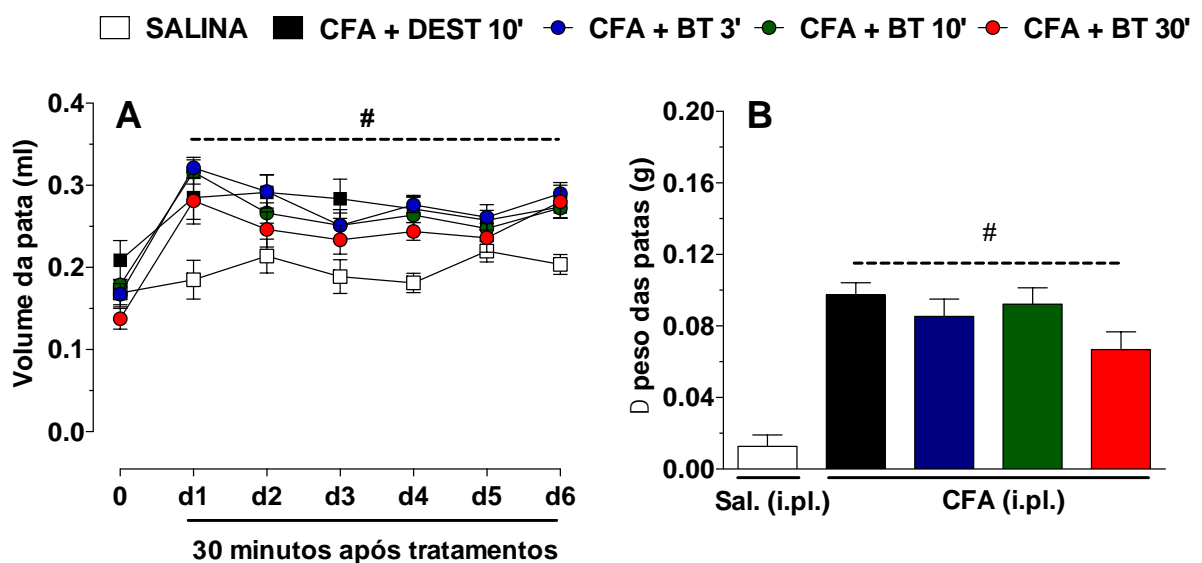 SALINA CFA + DEST 10' CFA + BT 3' CFA + BT 10' CFA + BT 30'
A
#
Volume da pata (ml)
0.4
0.3
0.2
0.1
0.0
0 d1 d2 d3 d4 d5 d6
30 minutos após tratamentos
B
#
D peso das patas (g)
0.20
0.16
0.12
0.08
0.04
0.00
Sal. (i.pl.) CFA (i.pl.)